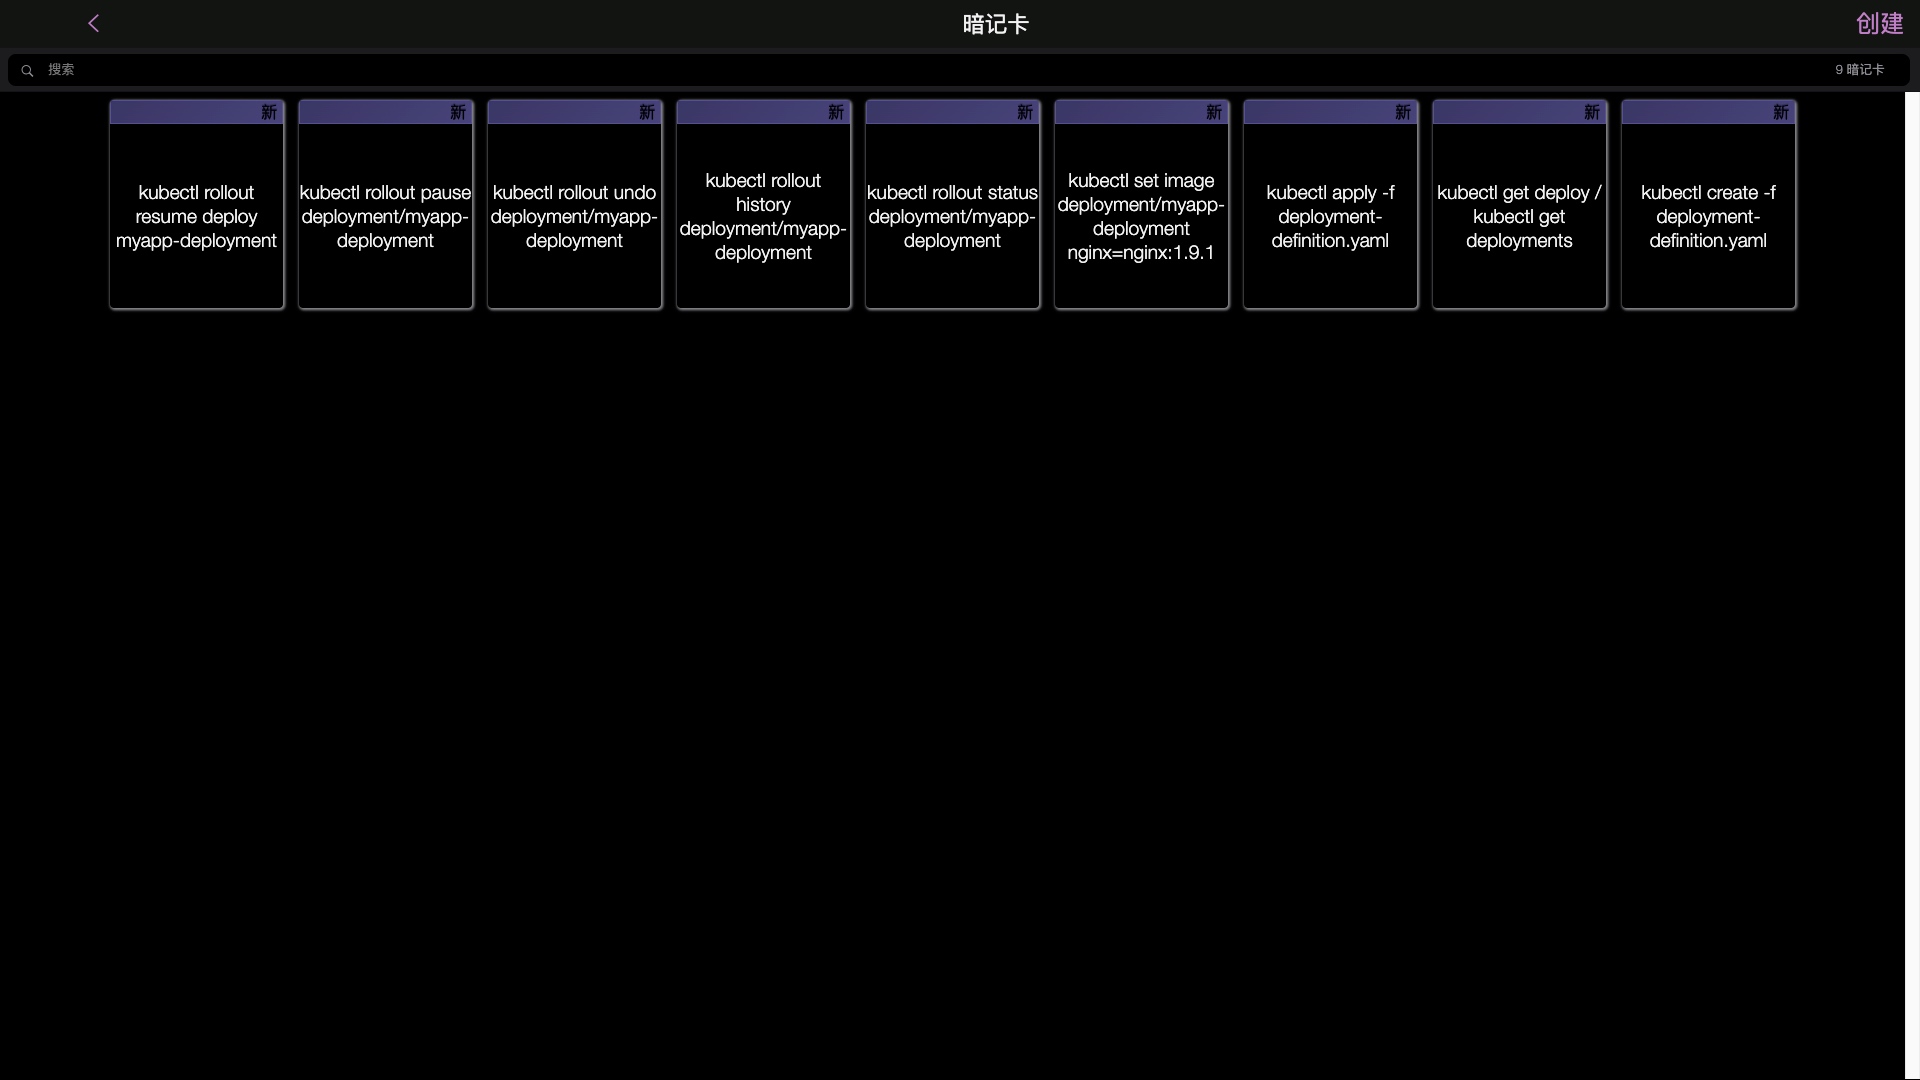 暗记卡
创建
搜索
9 暗记卡
新
kubectl rollout
resume deploy
myapp-deployment
新
kubectl rollout pause
deployment/myapp-
deployment
新
kubectl rollout undo
deployment/myapp-
deployment
新
kubectl rollout
history
deployment/myapp-
deployment
新
kubectl rollout status
deployment/myapp-
deployment
新
kubectl set image
deployment/myapp-
deployment
nginx=nginx:1.9.1
新
kubectl apply -f
deployment-
definition.yaml
新
kubectl get deploy /
kubectl get
deployments
新
kubectl create -f
deployment-
definition.yaml